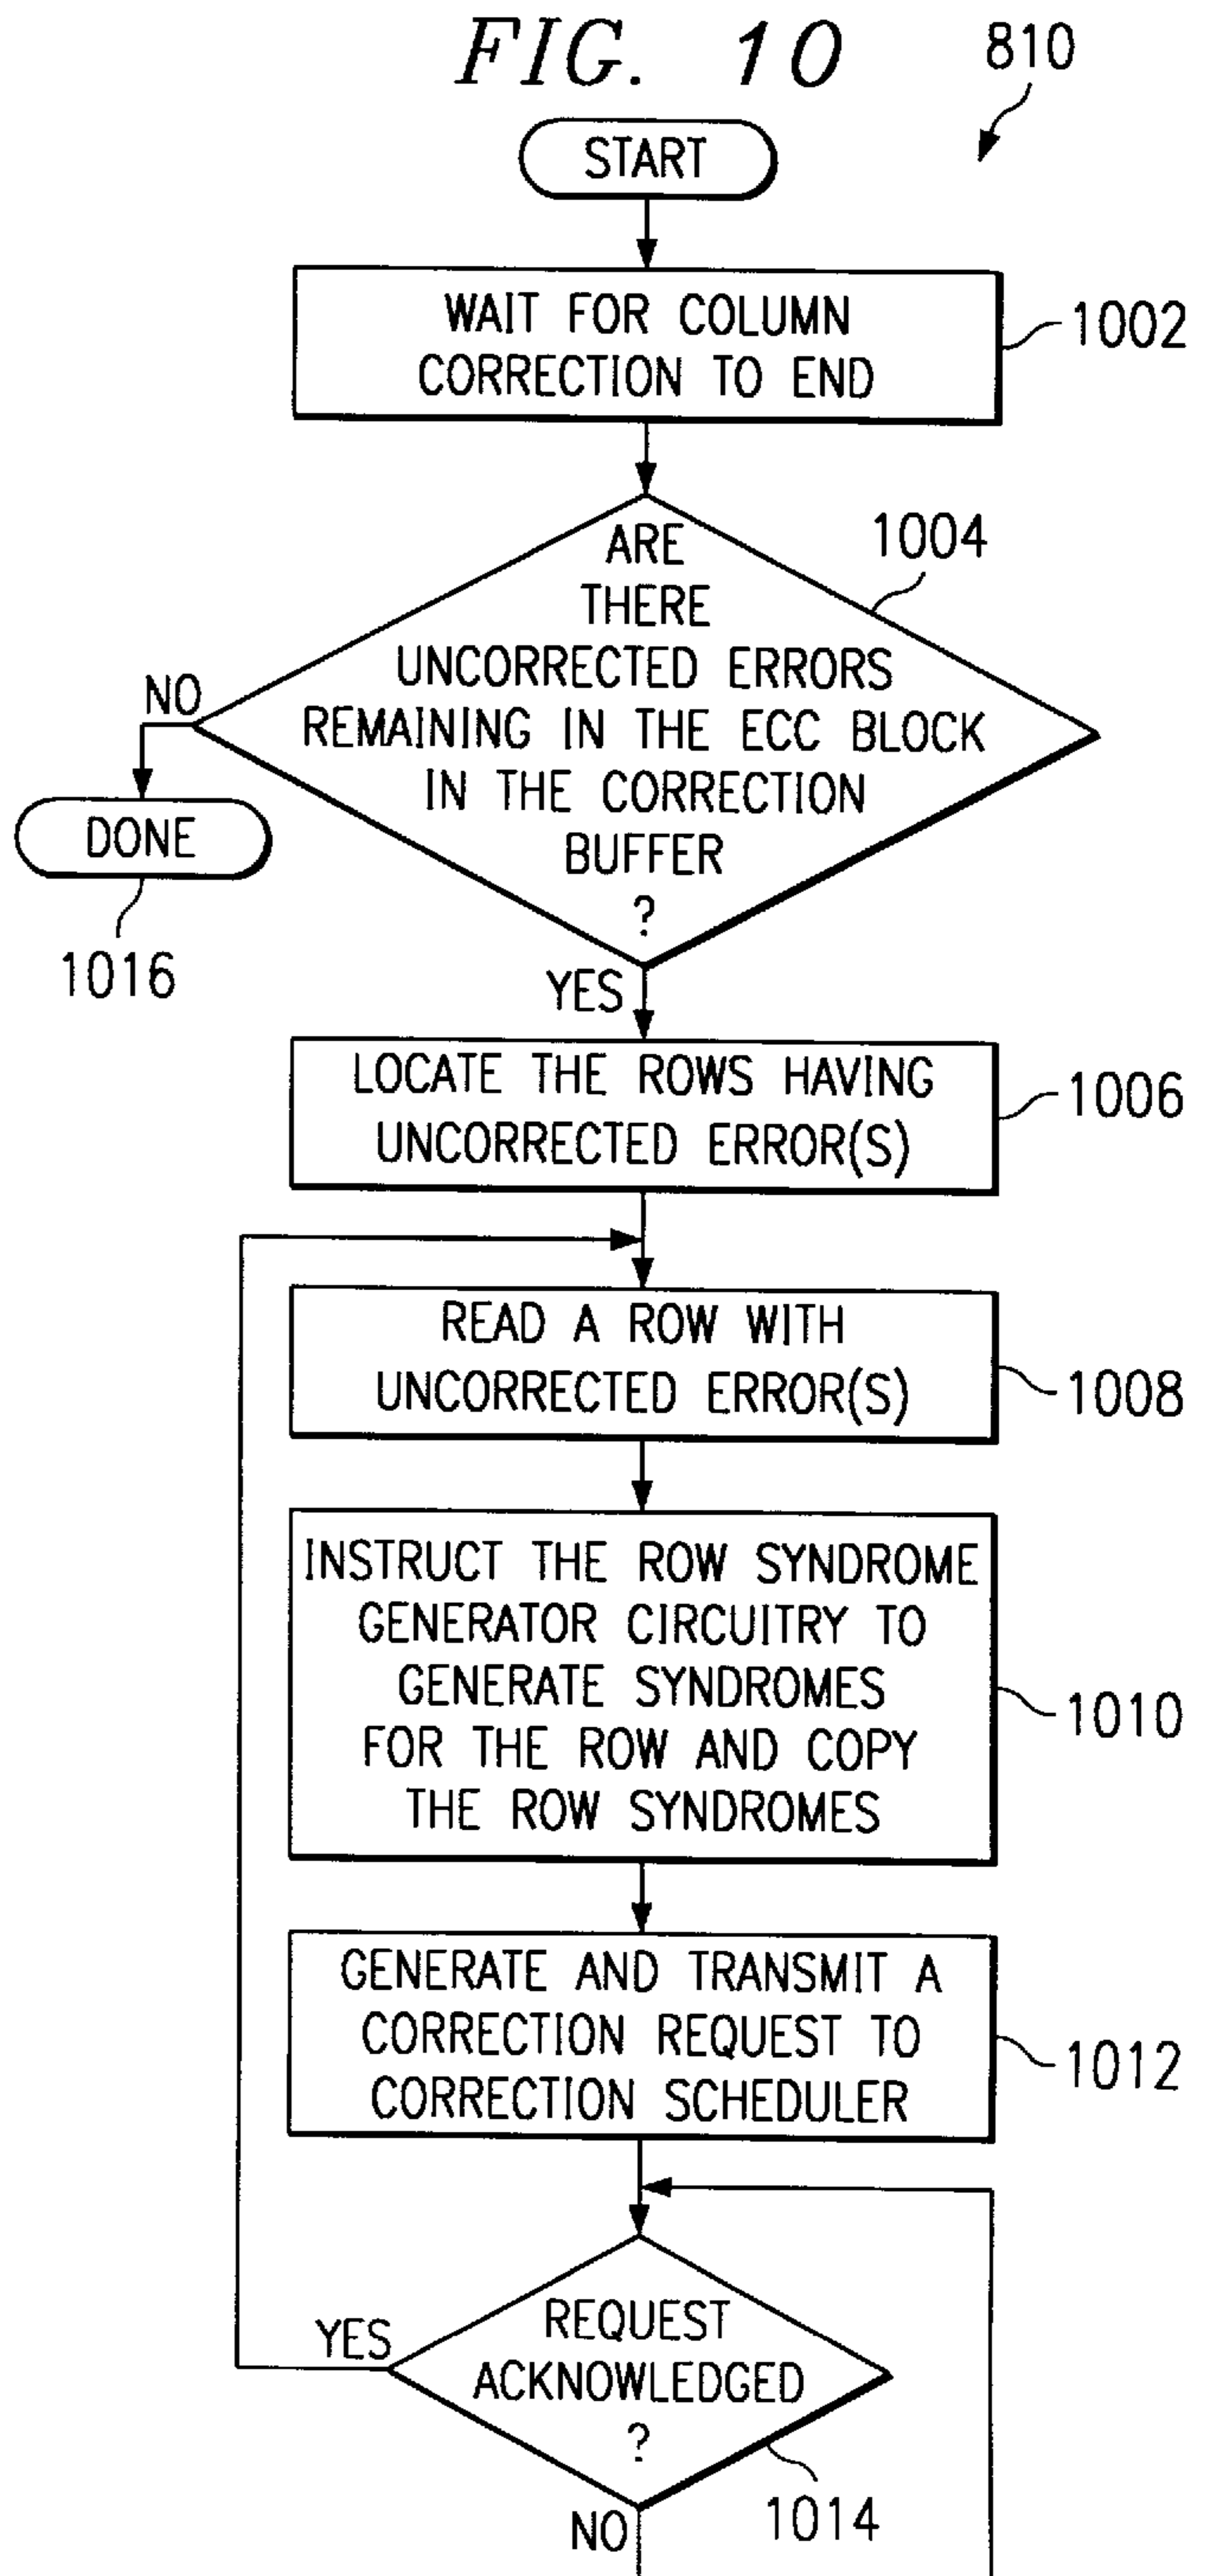 FIG. 10
810
START
WAIT FOR COLUMN
CORRECTION TO END
1002
ARE
THERE
UNCORRECTED ERRORS
REMAINING IN THE ECC BLOCK
IN THE CORRECTION
BUFFER
?
1004
NO
DONE
1016
YES
LOCATE THE ROWS HAVING
UNCORRECTED ERROR(S)
1006
READ A ROW WITH
UNCORRECTED ERROR(S)
1008
INSTRUCT THE ROW SYNDROME
GENERATOR CIRCUITRY TO
GENERATE SYNDROMES
FOR THE ROW AND COPY
THE ROW SYNDROMES
1010
GENERATE AND TRANSMIT A
CORRECTION REQUEST TO
CORRECTION SCHEDULER
1012
YES
REQUEST
ACKNOWLEDGED
?
1014
NO